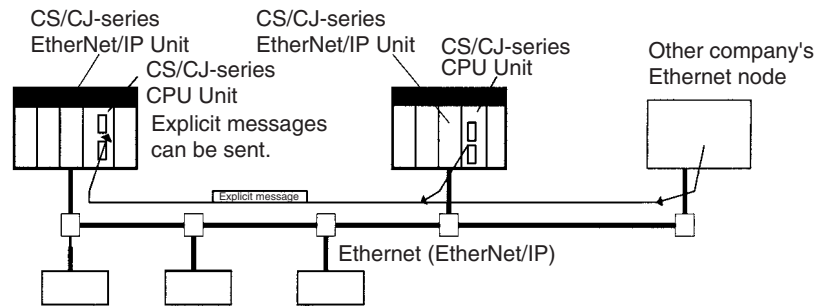 CS/CJ-series
EtherNet/IP Unit
CS/CJ-series
CPU Unit
Explicit messages
can be sent.
CS/CJ-series
EtherNet/IP Unit
CS/CJ-series
CPU Unit
Other company's
Ethernet node
Explicit message
Ethernet (EtherNet/IP)